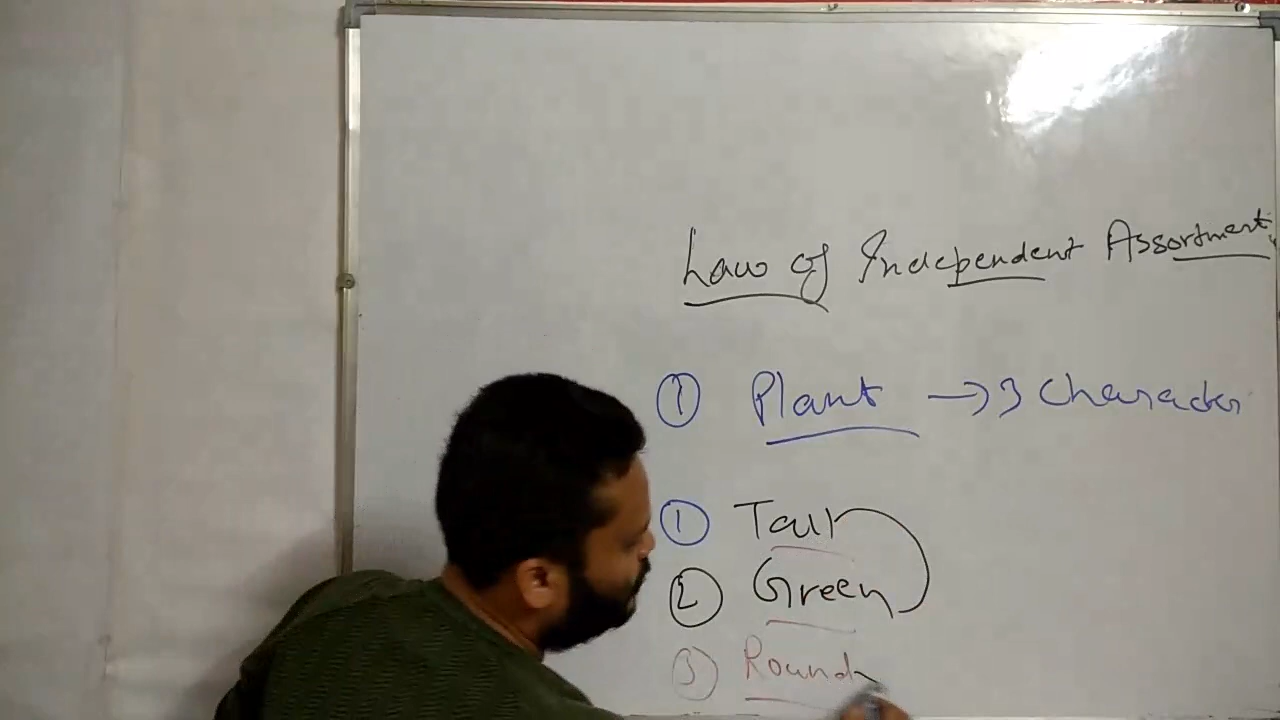 Law of Independent Assortment
① Plant → 3 Character
① Tall
② Green
③ Round